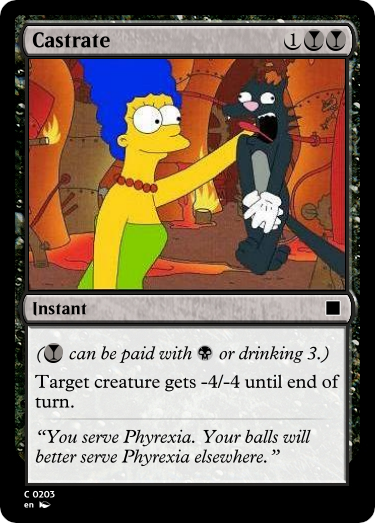 Castrate 1
Instant
( can be paid with or drinking 3.)
Target creature gets -4/-4 until end of
turn.
“You serve Phyrexia. Your balls will
better serve Phyrexia elsewhere.”
C 0203
en